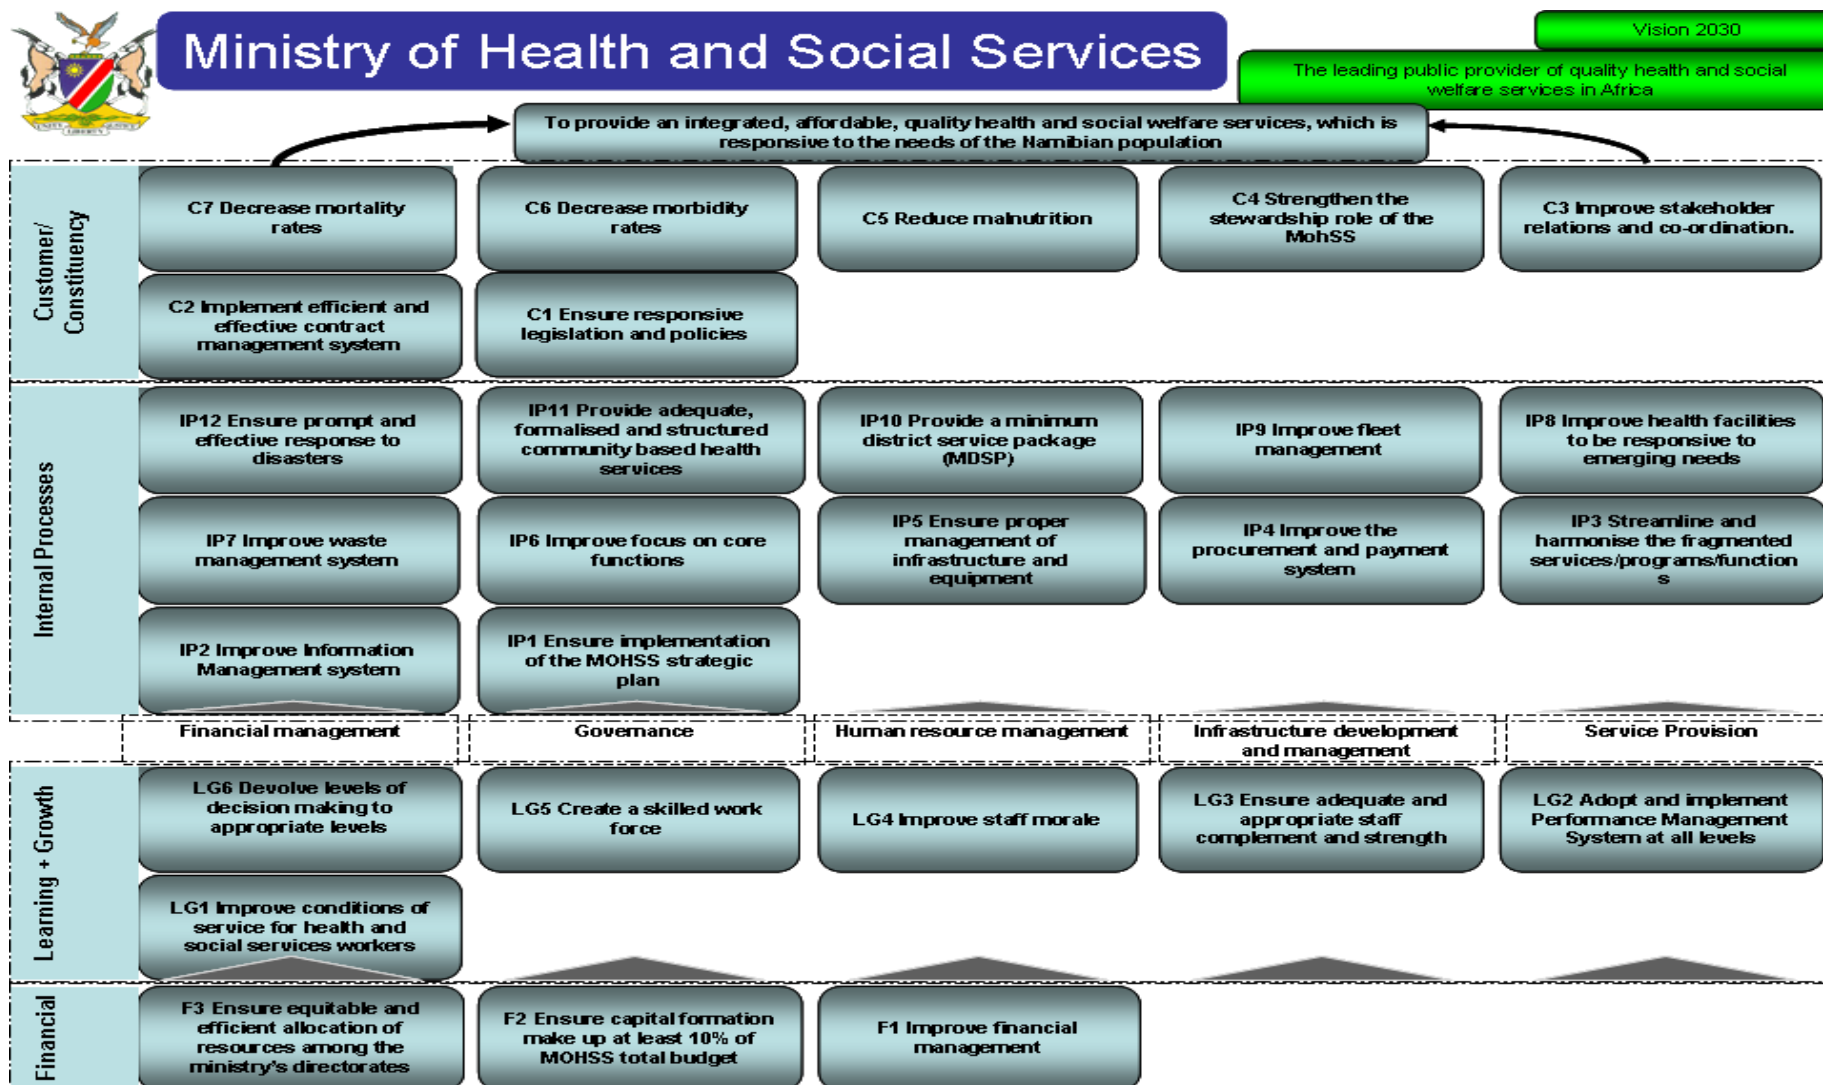 Ministry of Health and Social Services
Vision 2030
The leading public provider of quality health and social
welfare services in Africa
To provide an integrated, affordable, quality health and social welfare services, which is
responsive to the needs of the Namibian population
Customer/
Constituency
C7 Decrease mortality
rates
C6 Decrease morbidity
rates
C5 Reduce malnutrition
C4 Strengthen the
stewardship role of the
MohSS
C3 Improve stakeholder
relations and co-ordination.
C2 Implement efficient and
effective contract
management system
C1 Ensure responsive
legislation and policies
Internal Processes
IP12 Ensure prompt and
effective response to
disasters
IP11 Provide adequate,
formalised and structured
community based health
services
IP10 Provide a minimum
district service package
(MDSP)
IP9 Improve fleet
management
IP8 Improve health facilities
to be responsive to
emerging needs
IP7 Improve waste
management system
IP6 Improve focus on core
functions
IP5 Ensure proper
management of
infrastructure and
equipment
IP4 Improve the
procurement and payment
system
IP3 Streamline and
harmonise the fragmented
services/programs/function
s
IP2 Improve Information
Management system
IP1 Ensure implementation
of the MOHSS strategic
plan
Financial management
Governance
Human resource management
Infrastructure development
and management
Service Provision
Learning + Growth
LG6 Devolve levels of
decision making to
appropriate levels
LG5 Create a skilled work
force
LG4 Improve staff morale
LG3 Ensure adequate and
appropriate staff
complement and strength
LG2 Adopt and implement
Performance Management
System at all levels
LG1 Improve conditions of
service for health and
social services workers
Financial
F3 Ensure equitable and
efficient allocation of
resources among the
ministry's directorates
F2 Ensure capital formation
make up at least 10% of
MOHSS total budget
F1 Improve financial
management